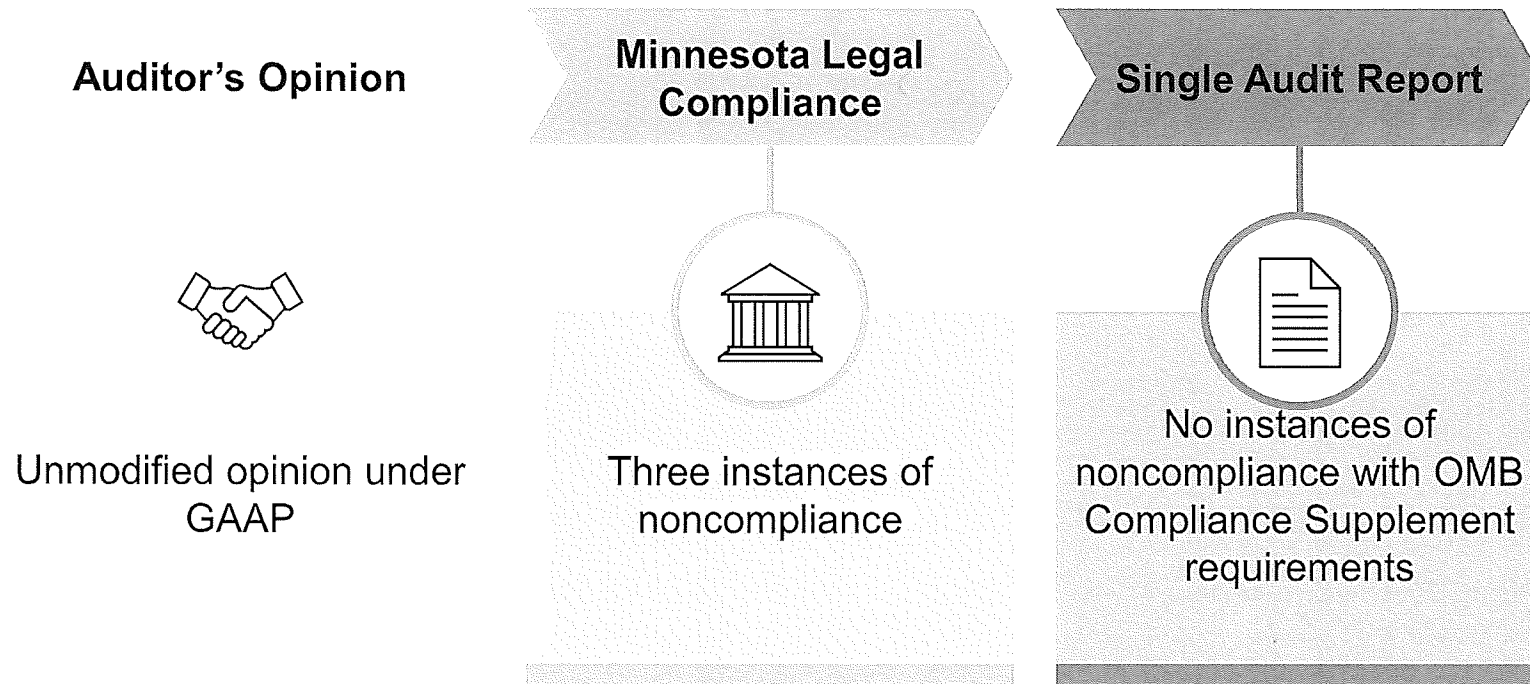 Auditor's Opinion
Unmodified opinion under
GAAP
Minnesota Legal
Compliance
Three instances of
noncompliance
Single Audit Report
No instances of
noncompliance with OMB
Compliance Supplement
requirements